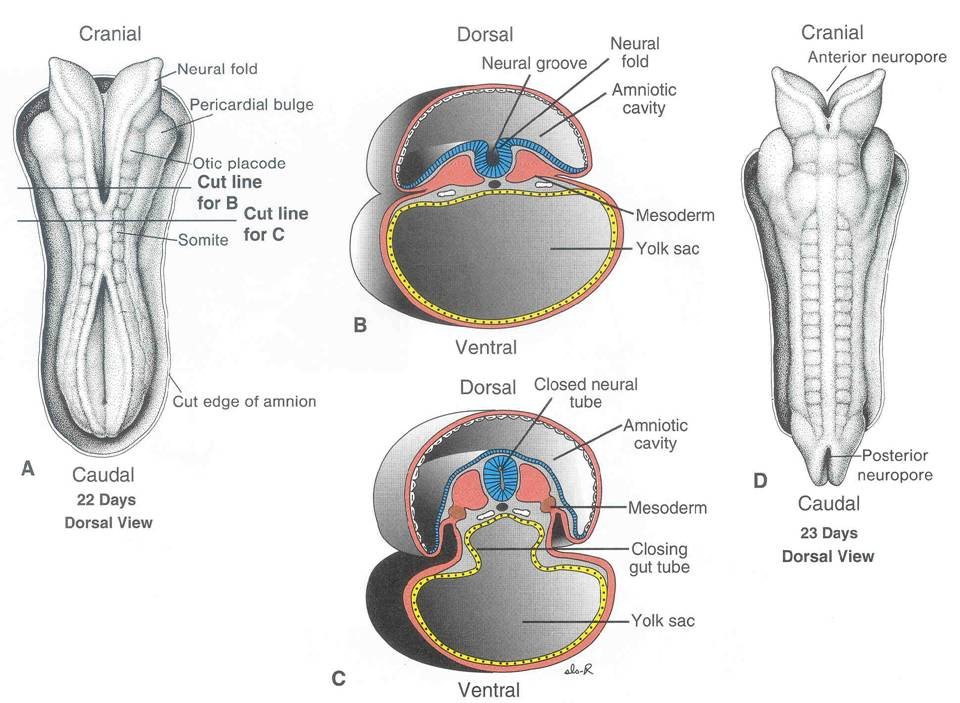 Cranial
Neural fold
Pericardial bulge
Otic placode
Cut line
for B
Cut line
for C
Somite
Cut edge of amnion
A
Caudal
22 Days
Dorsal View
Dorsal
Neural groove
Neural
fold
Amniotic
cavity
Mesoderm
Yolk sac
B
Ventral
Dorsal
Closed neural
tube
Amniotic
cavity
Mesoderm
Closing
gut tube
Yolk sac
sls-R
C
Ventral
Cranial
Anterior neuropore
Posterior
neuropore
D
Caudal
23 Days
Dorsal View